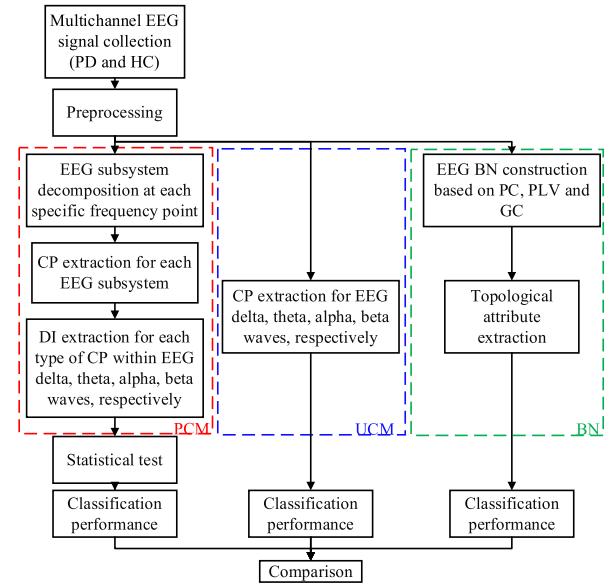 Multichannel EEG
signal collection
(PD and HC)
Preprocessing
EEG subsystem
decomposition at each
specific frequency point
CP extraction for each
EEG subsystem
DI extraction for each
type of CP within EEG
delta, theta, alpha, beta
waves, respectively
PCM
CP extraction for EEG
delta, theta, alpha, beta
waves, respectively
UCM
EEG BN construction
based on PC, PLV and
GC
Topological
attribute
extraction
BN
Statistical test
Classification
performance
Classification
performance
Classification
performance
Comparison